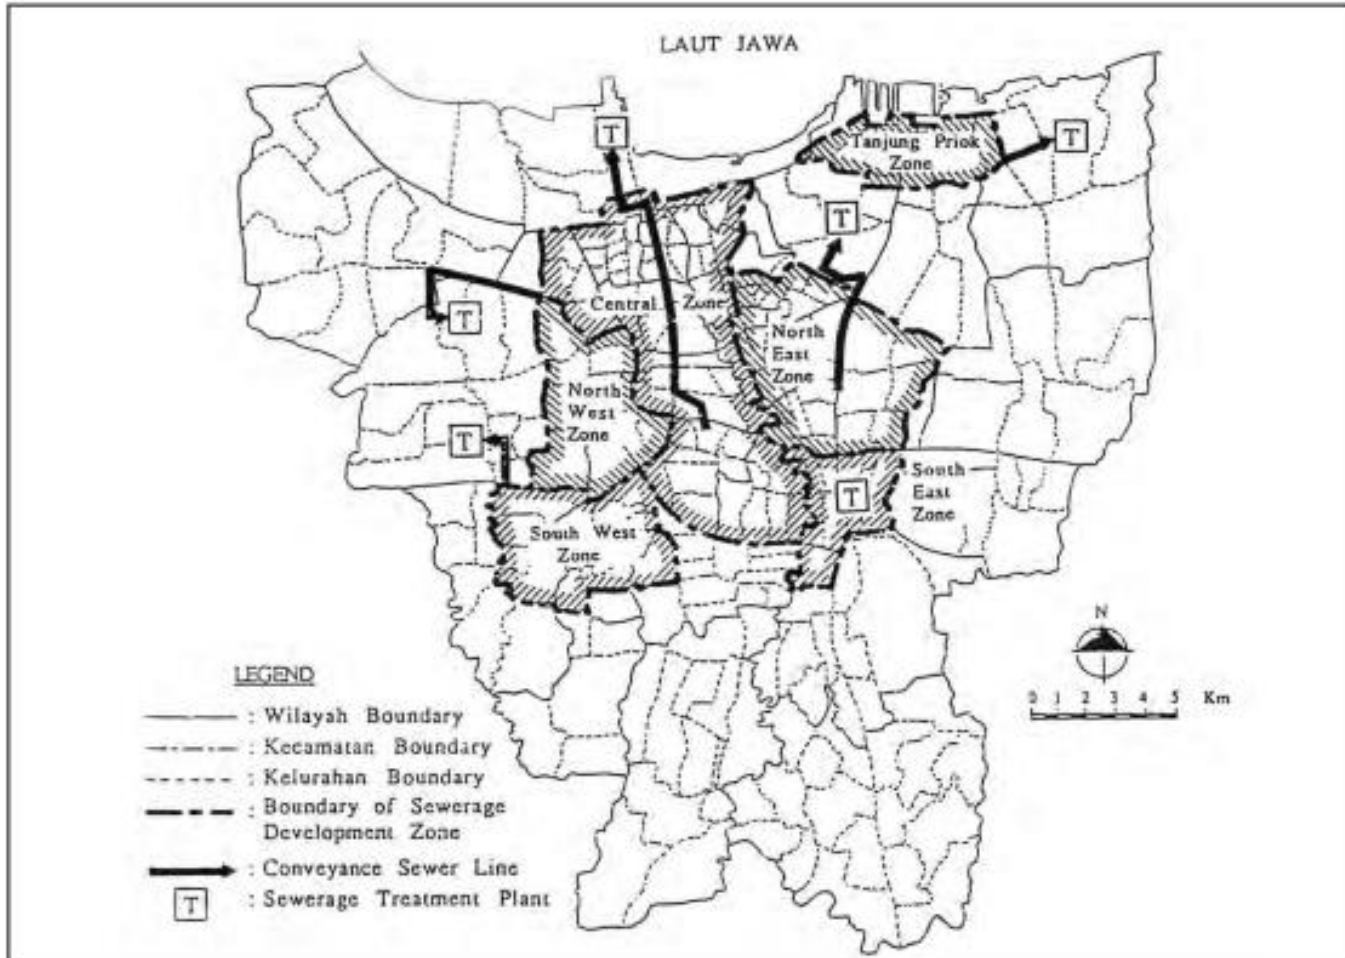 LAUT JAWA
T
Tanjung Priok
Zone
T
T
Central Zone
T
North
East
Zone
North
West
Zone
T
South
East
Zone
T
South West
Zone
N
0 1 2 3 4 5 Km
LEGEND
: Wilayah Boundary
: Kecamatan Boundary
: Kelurahan Boundary
: Boundary of Sewerage
Development Zone
: Conveyance Sewer Line
T : Sewerage Treatment Plant